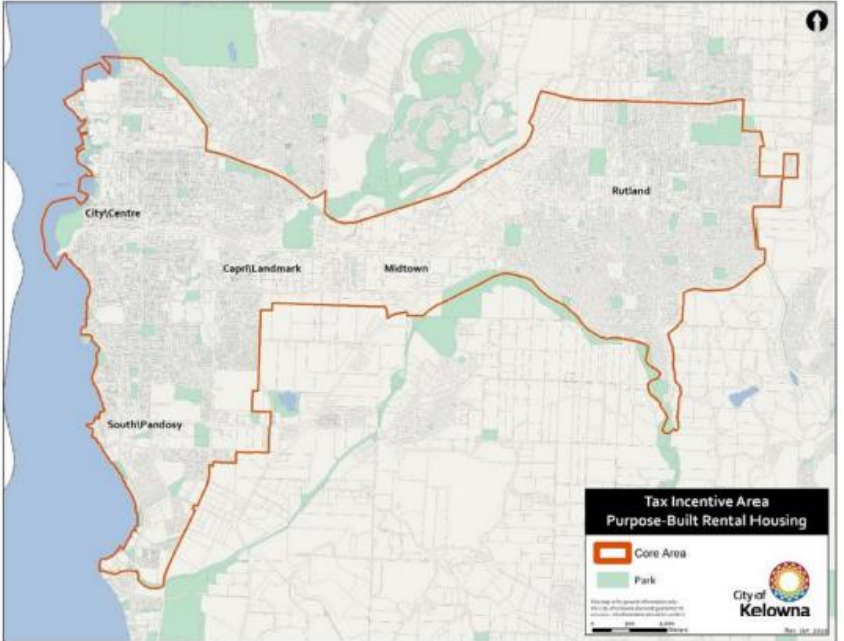 Rutland
City\Centre
Capri\Landmark
Midtown
South\Pandosy
Tax Incentive Area
Purpose-Built Rental Housing
Core Area
Park
City of
Kelowna